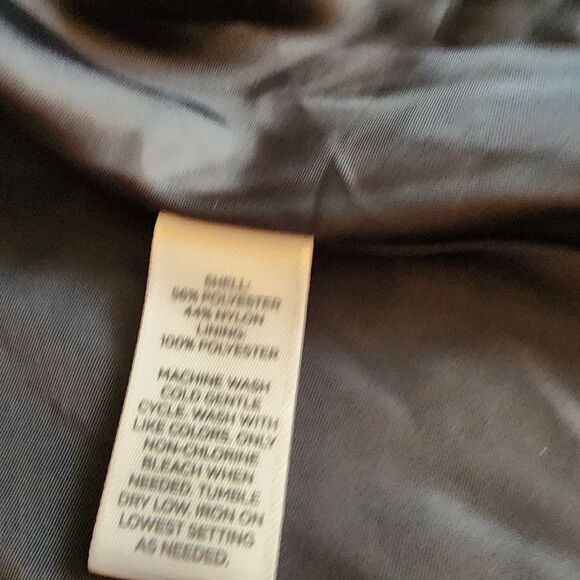 SHELL:
56% POLYESTER
44% NYLON
LINING:
100% POLYESTER
MACHINE WASH
COLD GENTLE
CYCLE. WASH WITH
LIKE COLORS. ONLY
NON-CHLORINE
BLEACH WHEN
NEEDED. TUMBLE
DRY LOW. IRON ON
LOWEST SETTING
AS NEEDED.